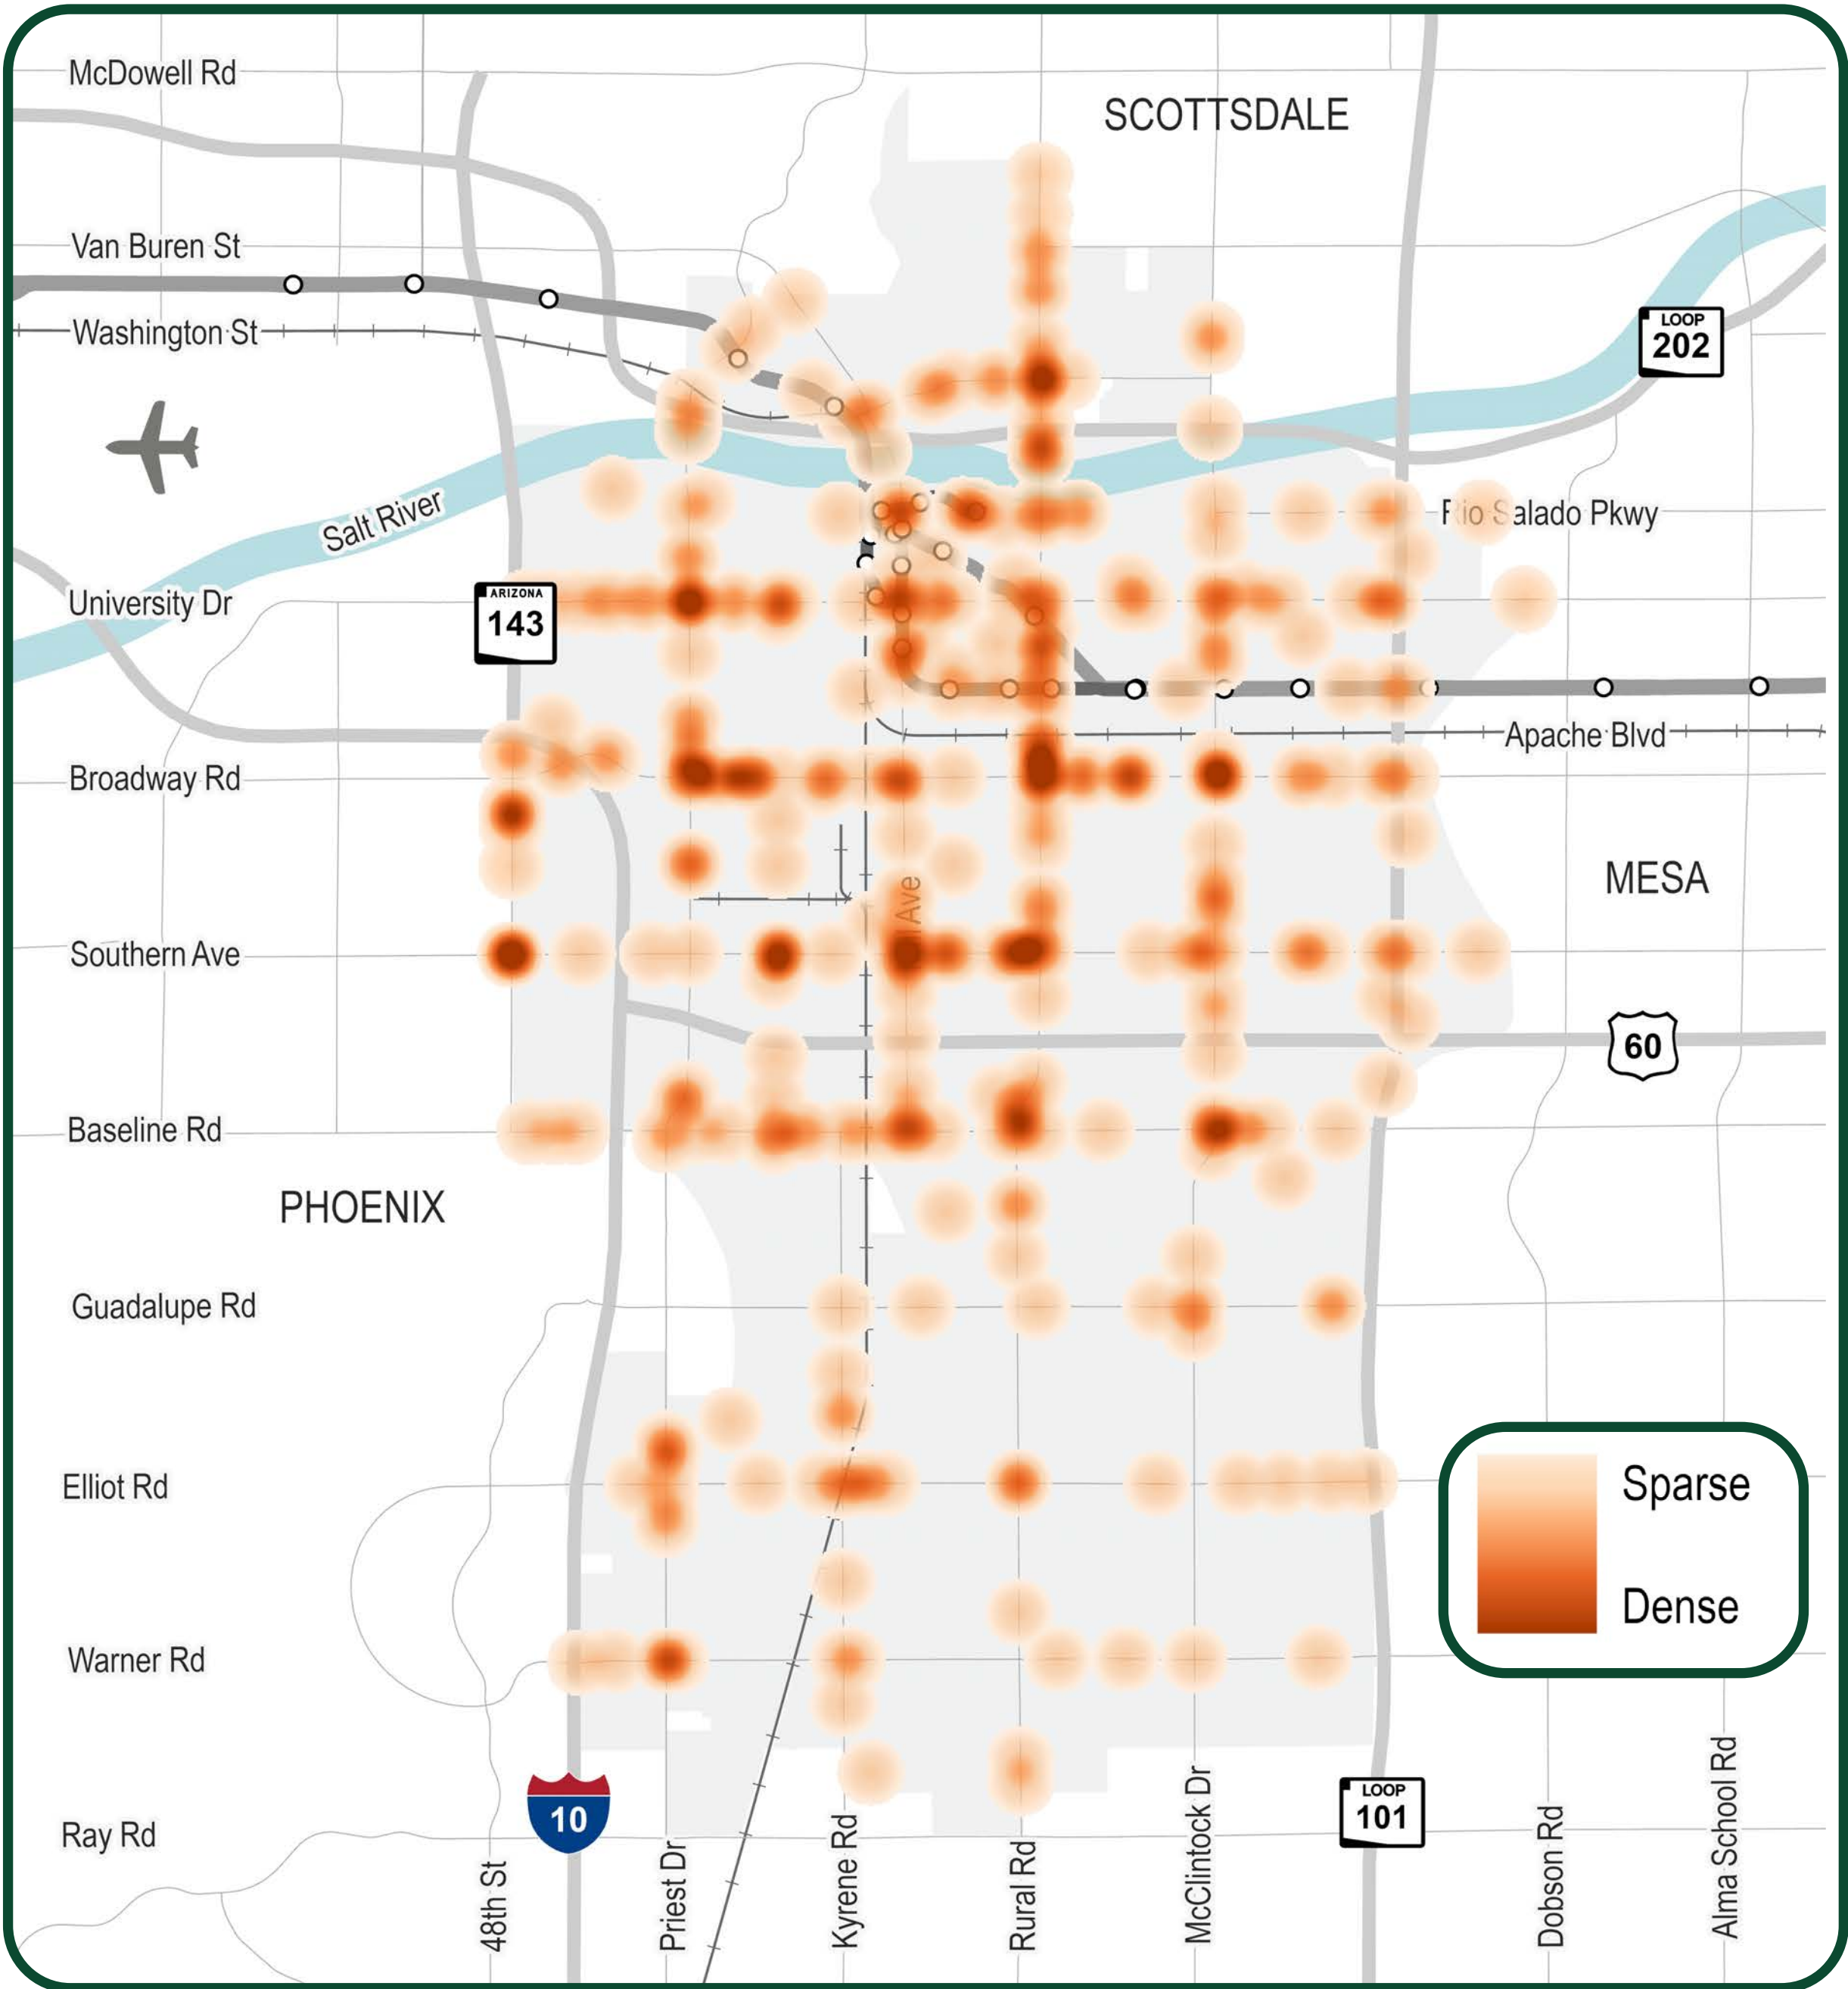 McDowell Rd
SCOTTSDALE
Van Buren St
Washington St
LOOP
202
Salt River
Rio Salado Pkwy
University Dr
ARIZONA
143
Apache Blvd
Broadway Rd
MESA
Ave
Southern Ave
60
Baseline Rd
PHOENIX
Guadalupe Rd
Elliot Rd
Sparse
Dense
Warner Rd
LOOP
101
10
Ray Rd
48th St
Priest Dr
Kyrene Rd
Rural Rd
McClintock Dr
Dobson Rd
Alma School Rd